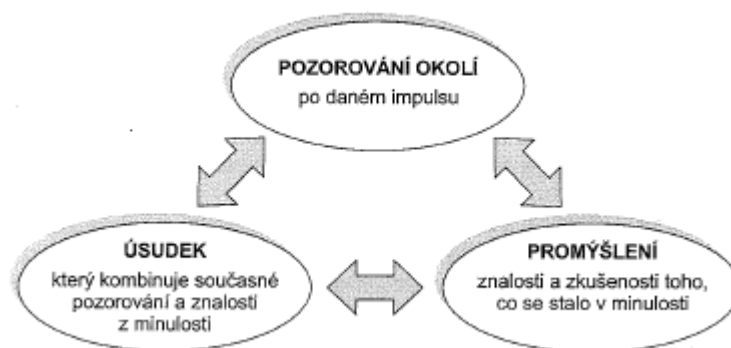 POZOROVÁNÍ OKOLÍ
po daném impulsu
ÚSUDEK
který kombinuje současné
pozorování a znalosti
z minulosti
PROMÝŠLENÍ
znalosti a zkušenosti toho,
co se stalo v minulosti